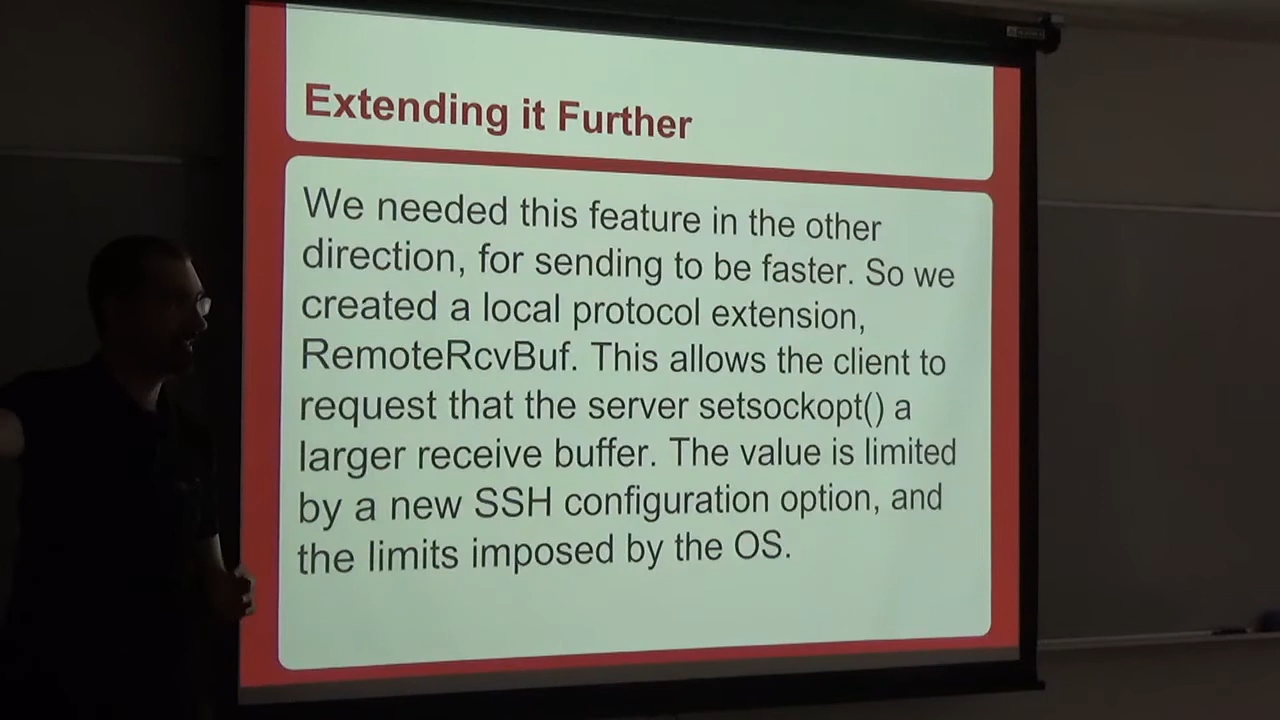 Extending it Further
We needed this feature in the other
direction, for sending to be faster. So we
created a local protocol extension,
RemoteRcvBuf. This allows the client to
request that the server setsockopt() a
larger receive buffer. The value is limited
by a new SSH configuration option, and
the limits imposed by the OS.